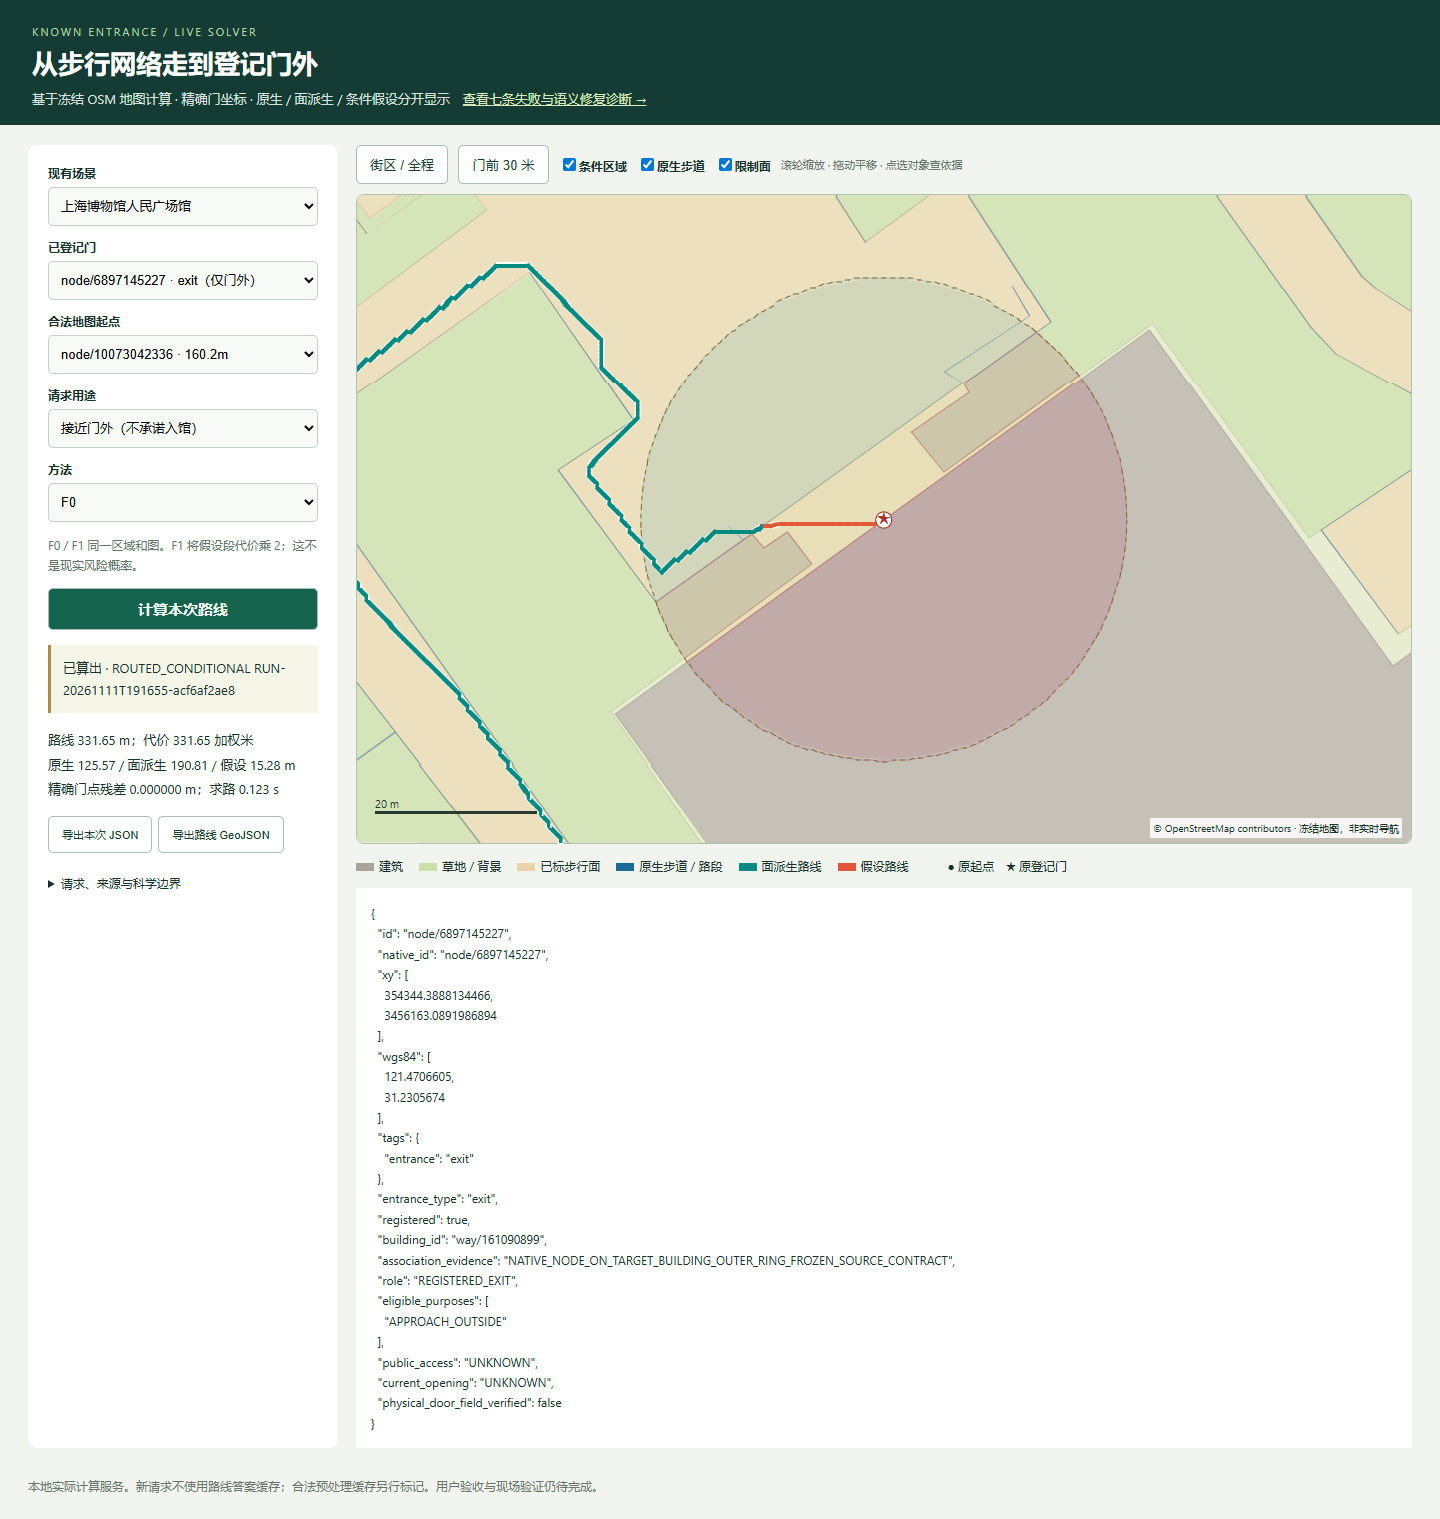 KNOWN ENTRANCE / LIVE SOLVER
从步行网络走到登记门外
基于冻结 OSM 地图计算 · 精确门坐标 · 原生 / 面派生 / 条件假设分开显示 查看七条失败与语义修复诊断 →
现有场景
上海博物馆人民广场馆
已登记门
node/6897145227 · exit（仅门外）
合法地图起点
node/10073042336 · 160.2m
请求用途
接近门外（不承诺入馆）
方法
F0
F0 / F1 同一区域和图。F1 将假设段代价乘 2；这不
是现实风险概率。
计算本次路线
已算出 · ROUTED_CONDITIONAL RUN-
20261111T191655-acf6af2ae8
路线 331.65 m；代价 331.65 加权米
原生 125.57 / 面派生 190.81 / 假设 15.28 m
精确门点残差 0.000000 m；求路 0.123 s
导出本次 JSON 导出路线 GeoJSON
▶ 请求、来源与科学边界
街区 / 全程 门前 30 米 条件区域 原生步道 限制面 滚轮缩放 · 拖动平移 · 点选对象查依据
20 m
© OpenStreetMap contributors · 冻结地图，非实时导航
建筑 草地 / 背景 已标步行面 原生步道 / 路段 面派生路线 假设路线 ● 原起点 ★ 原登记门
{
"id": "node/6897145227",
"native_id": "node/6897145227",
"xy": [
354344.3888134466,
3456163.0891986894
],
"wgs84": [
121.4706605,
31.2305674
],
"tags": {
"entrance": "exit"
},
"entrance_type": "exit",
"registered": true,
"building_id": "way/161090899",
"association_evidence": "NATIVE_NODE_ON_TARGET_BUILDING_OUTER_RING_FROZEN_SOURCE_CONTRACT",
"role": "REGISTERED_EXIT",
"eligible_purposes": [
"APPROACH_OUTSIDE"
],
"public_access": "UNKNOWN",
"current_opening": "UNKNOWN",
"physical_door_field_verified": false
}
本地实际计算服务。新请求不使用路线答案缓存；合法预处理缓存另行标记。用户验收与现场验证仍待完成。